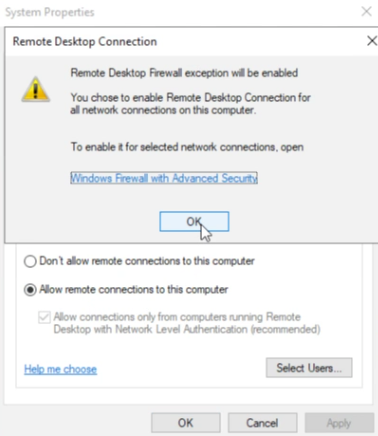 System Properties
Remote Desktop Connection
Remote Desktop Firewall exception will be enabled
You chose to enable Remote Desktop Connection for
all network connections on this computer.
To enable it for selected network connections, open
Windows Firewall with Advanced Security
OK
Don't allow remote connections to this computer
Allow remote connections to this computer
Allow connections only from computers running Remote
Desktop with Network Level Authentication (recommended)
Help me choose
Select Users...
OK
Cancel
Apply